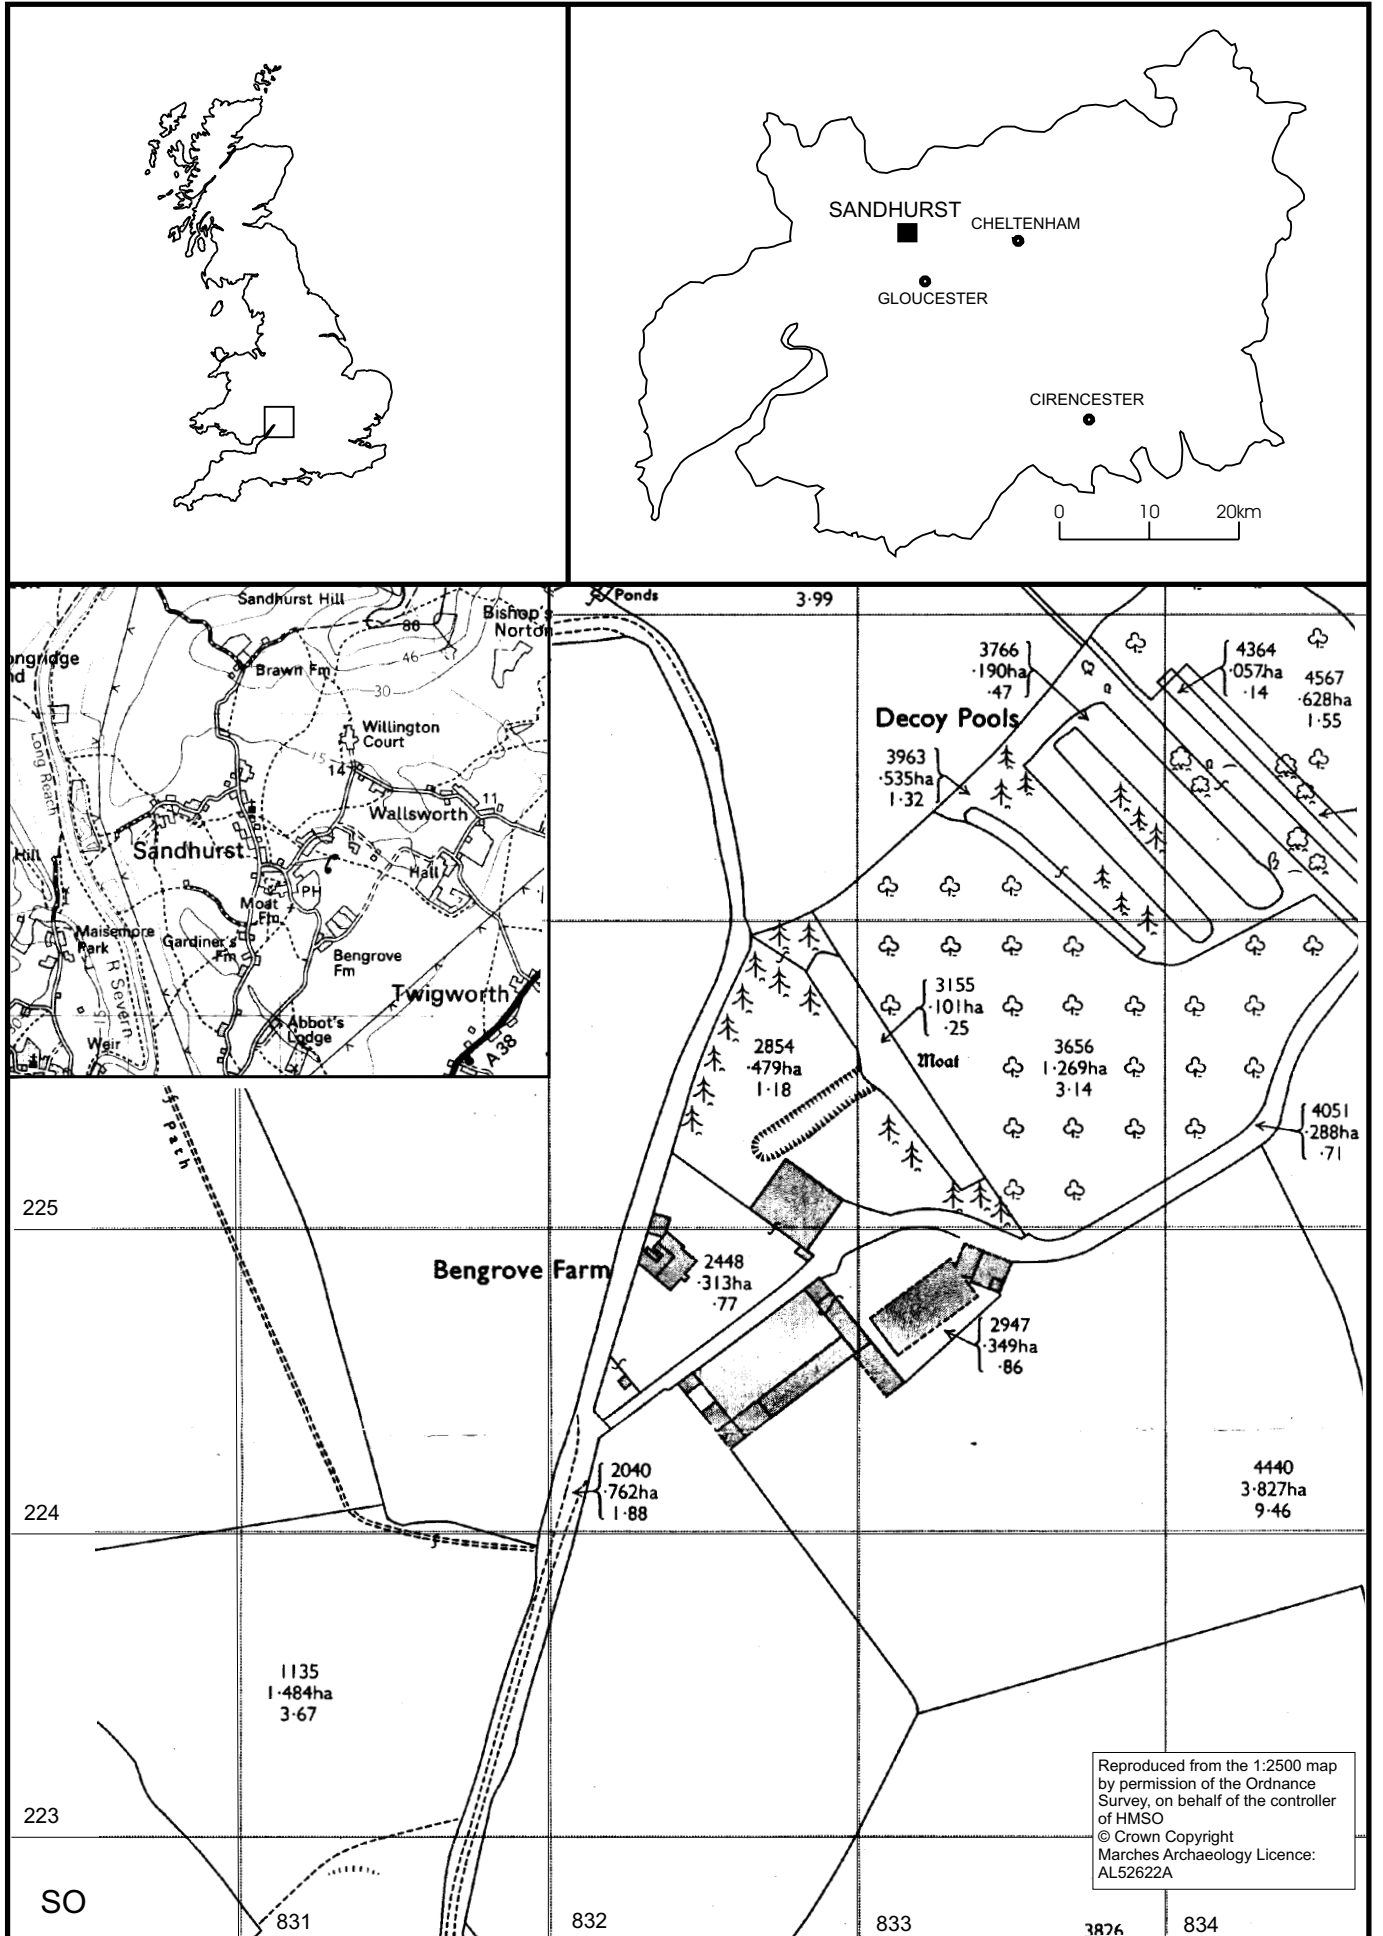 SANDHURST
CHELTENHAM
GLOUCESTER
CIRENCESTER
0 10 20km
Sandhurst Hill
88
Bishop's
Norton
46
Brawn Fm
30
Willington
Court
15
14
11
Long Reach
Wallsworth
Sandhurst
Hill
Hall
PH
Moat
Fm
Maisemore
Park
Gardiner's
Fm
Bengrove
Fm
R Severn
Twigworth
Abbot's
Lodge
Weir
A 38
Ponds
3·99
3766
·190ha
·47
4364
·057ha
·14
4567
·628ha
1·55
Decoy Pools
3963
·535ha
1·32
3155
·101ha
·25
Moat
2854
·479ha
1·18
3656
1·269ha
3·14
4051
·288ha
·71
Path
225
Bengrove Farm
2448
·313ha
·77
2947
·349ha
·86
2040
·762ha
1·88
4440
3·827ha
9·46
224
1135
1·484ha
3·67
223
Reproduced from the 1:2500 map
by permission of the Ordnance
Survey, on behalf of the controller
of HMSO
© Crown Copyright
Marches Archaeology Licence:
AL52622A
SO
831
832
833
3826
834